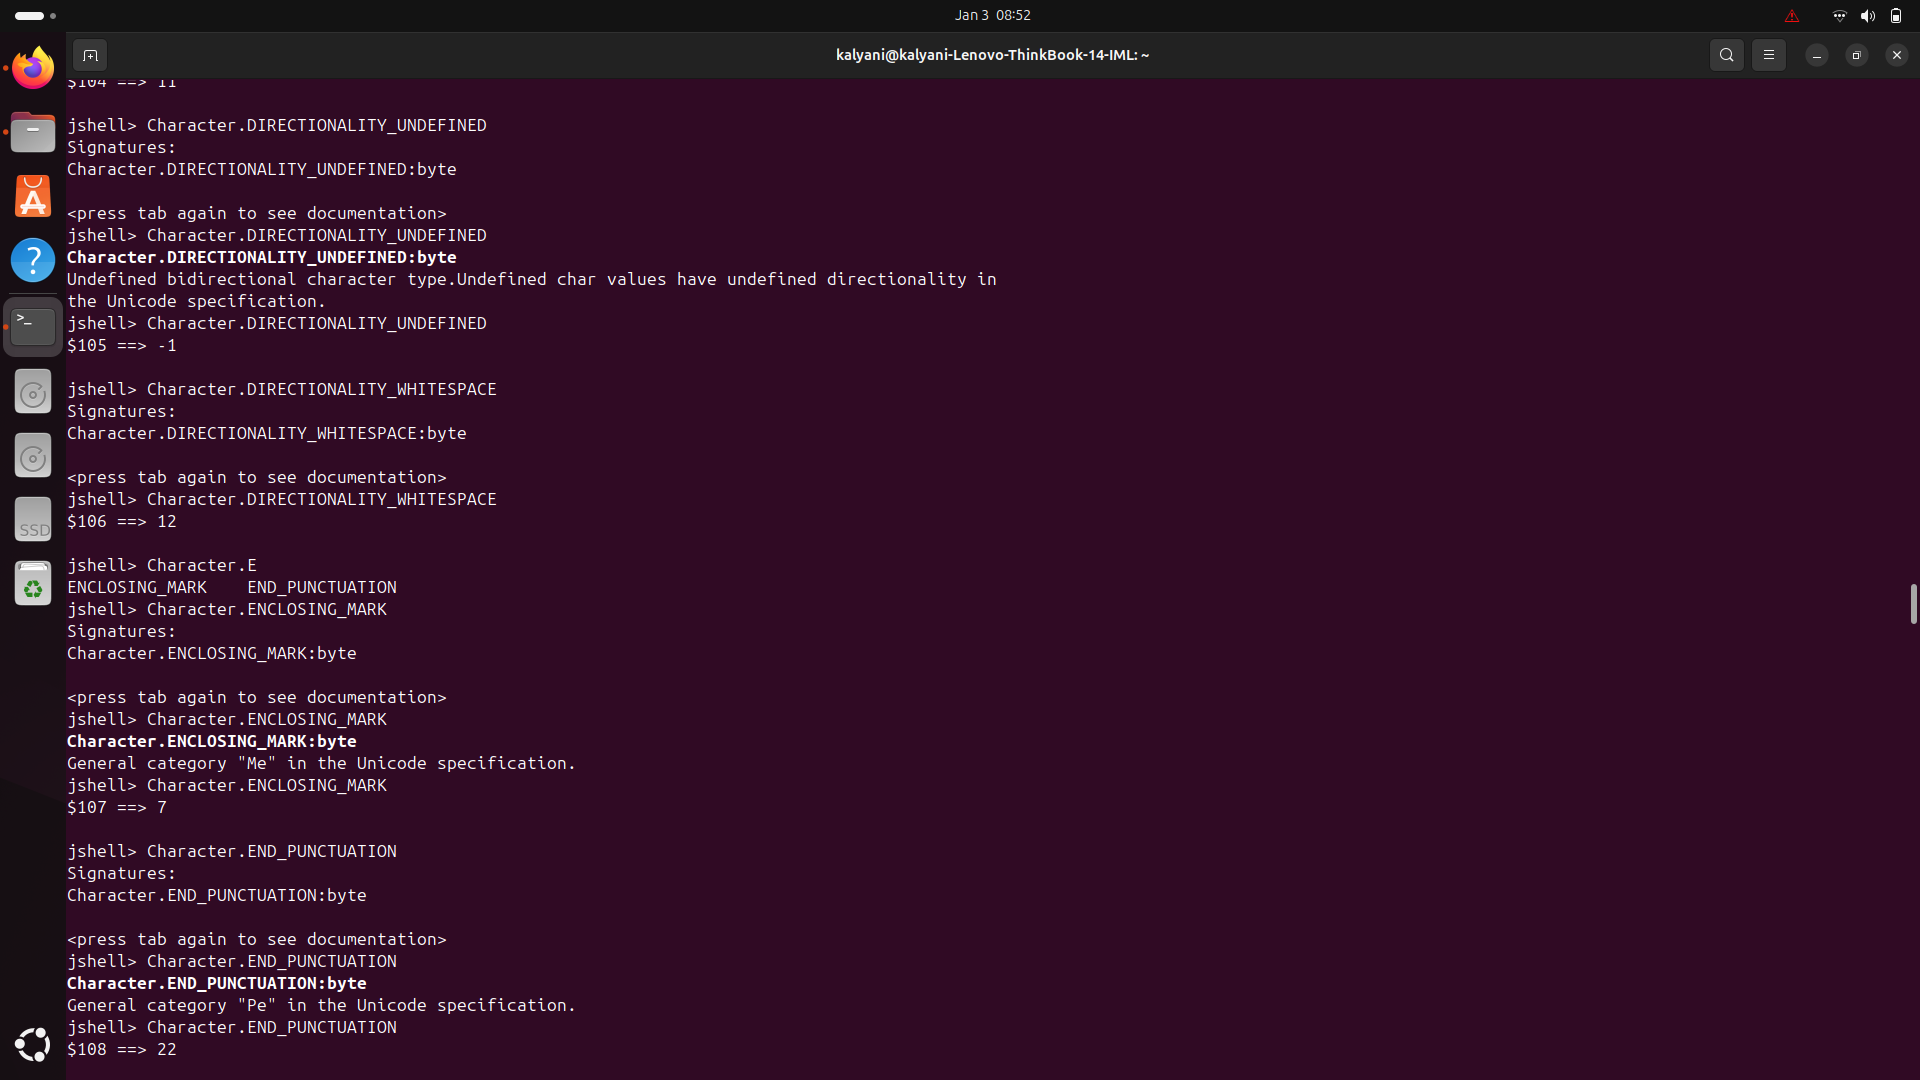 Jan 3 08:52
kalyani@kalyani-Lenovo-ThinkBook-14-IML: ~
$104 ==> 11
jshell> Character.DIRECTIONALITY_UNDEFINED
Signatures:
Character.DIRECTIONALITY_UNDEFINED:byte
<press tab again to see documentation>
jshell> Character.DIRECTIONALITY_UNDEFINED
Character.DIRECTIONALITY_UNDEFINED:byte
Undefined bidirectional character type.Undefined char values have undefined directionality in
the Unicode specification.
jshell> Character.DIRECTIONALITY_UNDEFINED
$105 ==> -1
jshell> Character.DIRECTIONALITY_WHITESPACE
Signatures:
Character.DIRECTIONALITY_WHITESPACE:byte
<press tab again to see documentation>
jshell> Character.DIRECTIONALITY_WHITESPACE
$106 ==> 12
jshell> Character.E
ENCLOSING_MARK    END_PUNCTUATION
jshell> Character.ENCLOSING_MARK
Signatures:
Character.ENCLOSING_MARK:byte
<press tab again to see documentation>
jshell> Character.ENCLOSING_MARK
Character.ENCLOSING_MARK:byte
General category "Me" in the Unicode specification.
jshell> Character.ENCLOSING_MARK
$107 ==> 7
jshell> Character.END_PUNCTUATION
Signatures:
Character.END_PUNCTUATION:byte
<press tab again to see documentation>
jshell> Character.END_PUNCTUATION
Character.END_PUNCTUATION:byte
General category "Pe" in the Unicode specification.
jshell> Character.END_PUNCTUATION
$108 ==> 22
SSD